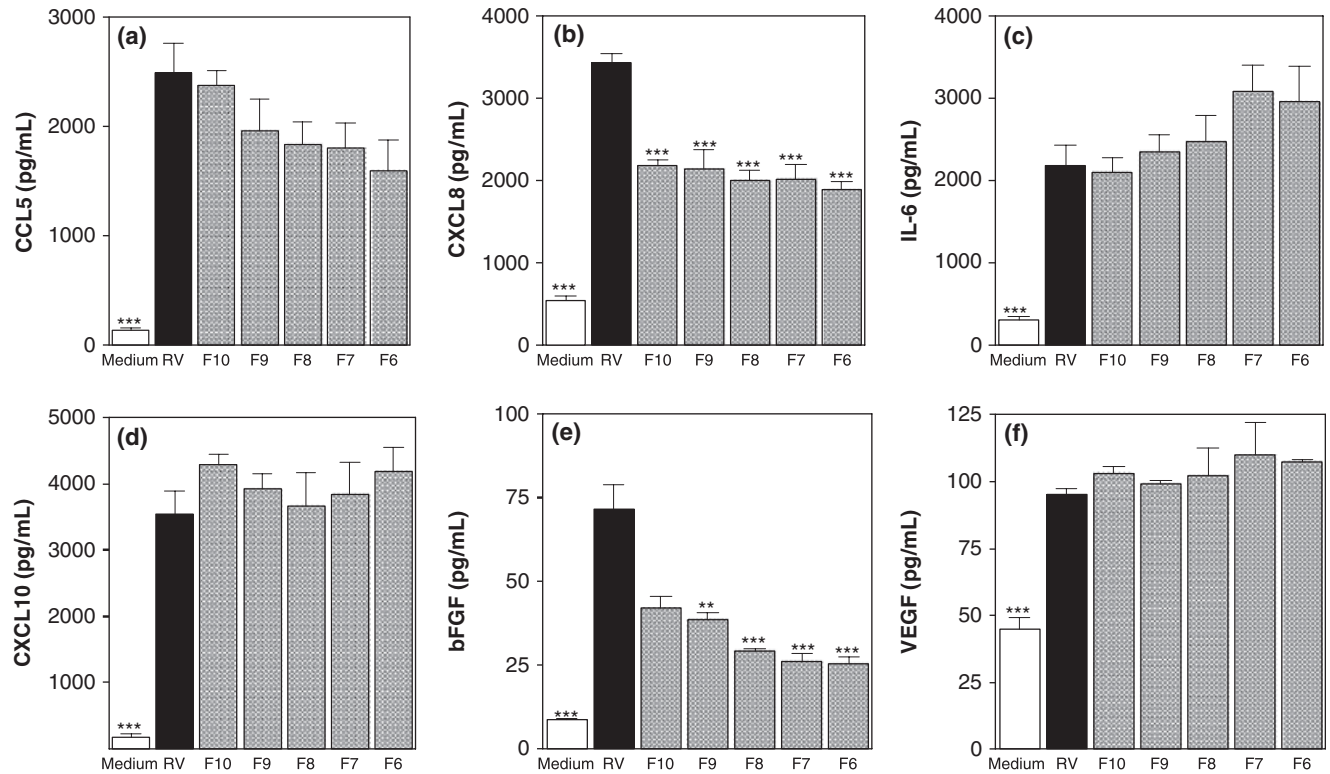 (a)
CCL5 (pg/mL)
3000
2000
1000
0
***
Medium RV F10 F9 F8 F7 F6
(b)
CXCL8 (pg/mL)
4000
3000
2000
1000
0
*** *** *** *** *** ***
Medium RV F10 F9 F8 F7 F6
(c)
IL-6 (pg/mL)
4000
3000
2000
1000
0
***
Medium RV F10 F9 F8 F7 F6
(d)
CXCL10 (pg/mL)
5000
4000
3000
2000
1000
***
Medium RV F10 F9 F8 F7 F6
(e)
bFGF (pg/mL)
100
75
50
25
0
*** ** *** *** ***
Medium RV F10 F9 F8 F7 F6
(f)
VEGF (pg/mL)
125
100
75
50
25
0
***
Medium RV F10 F9 F8 F7 F6